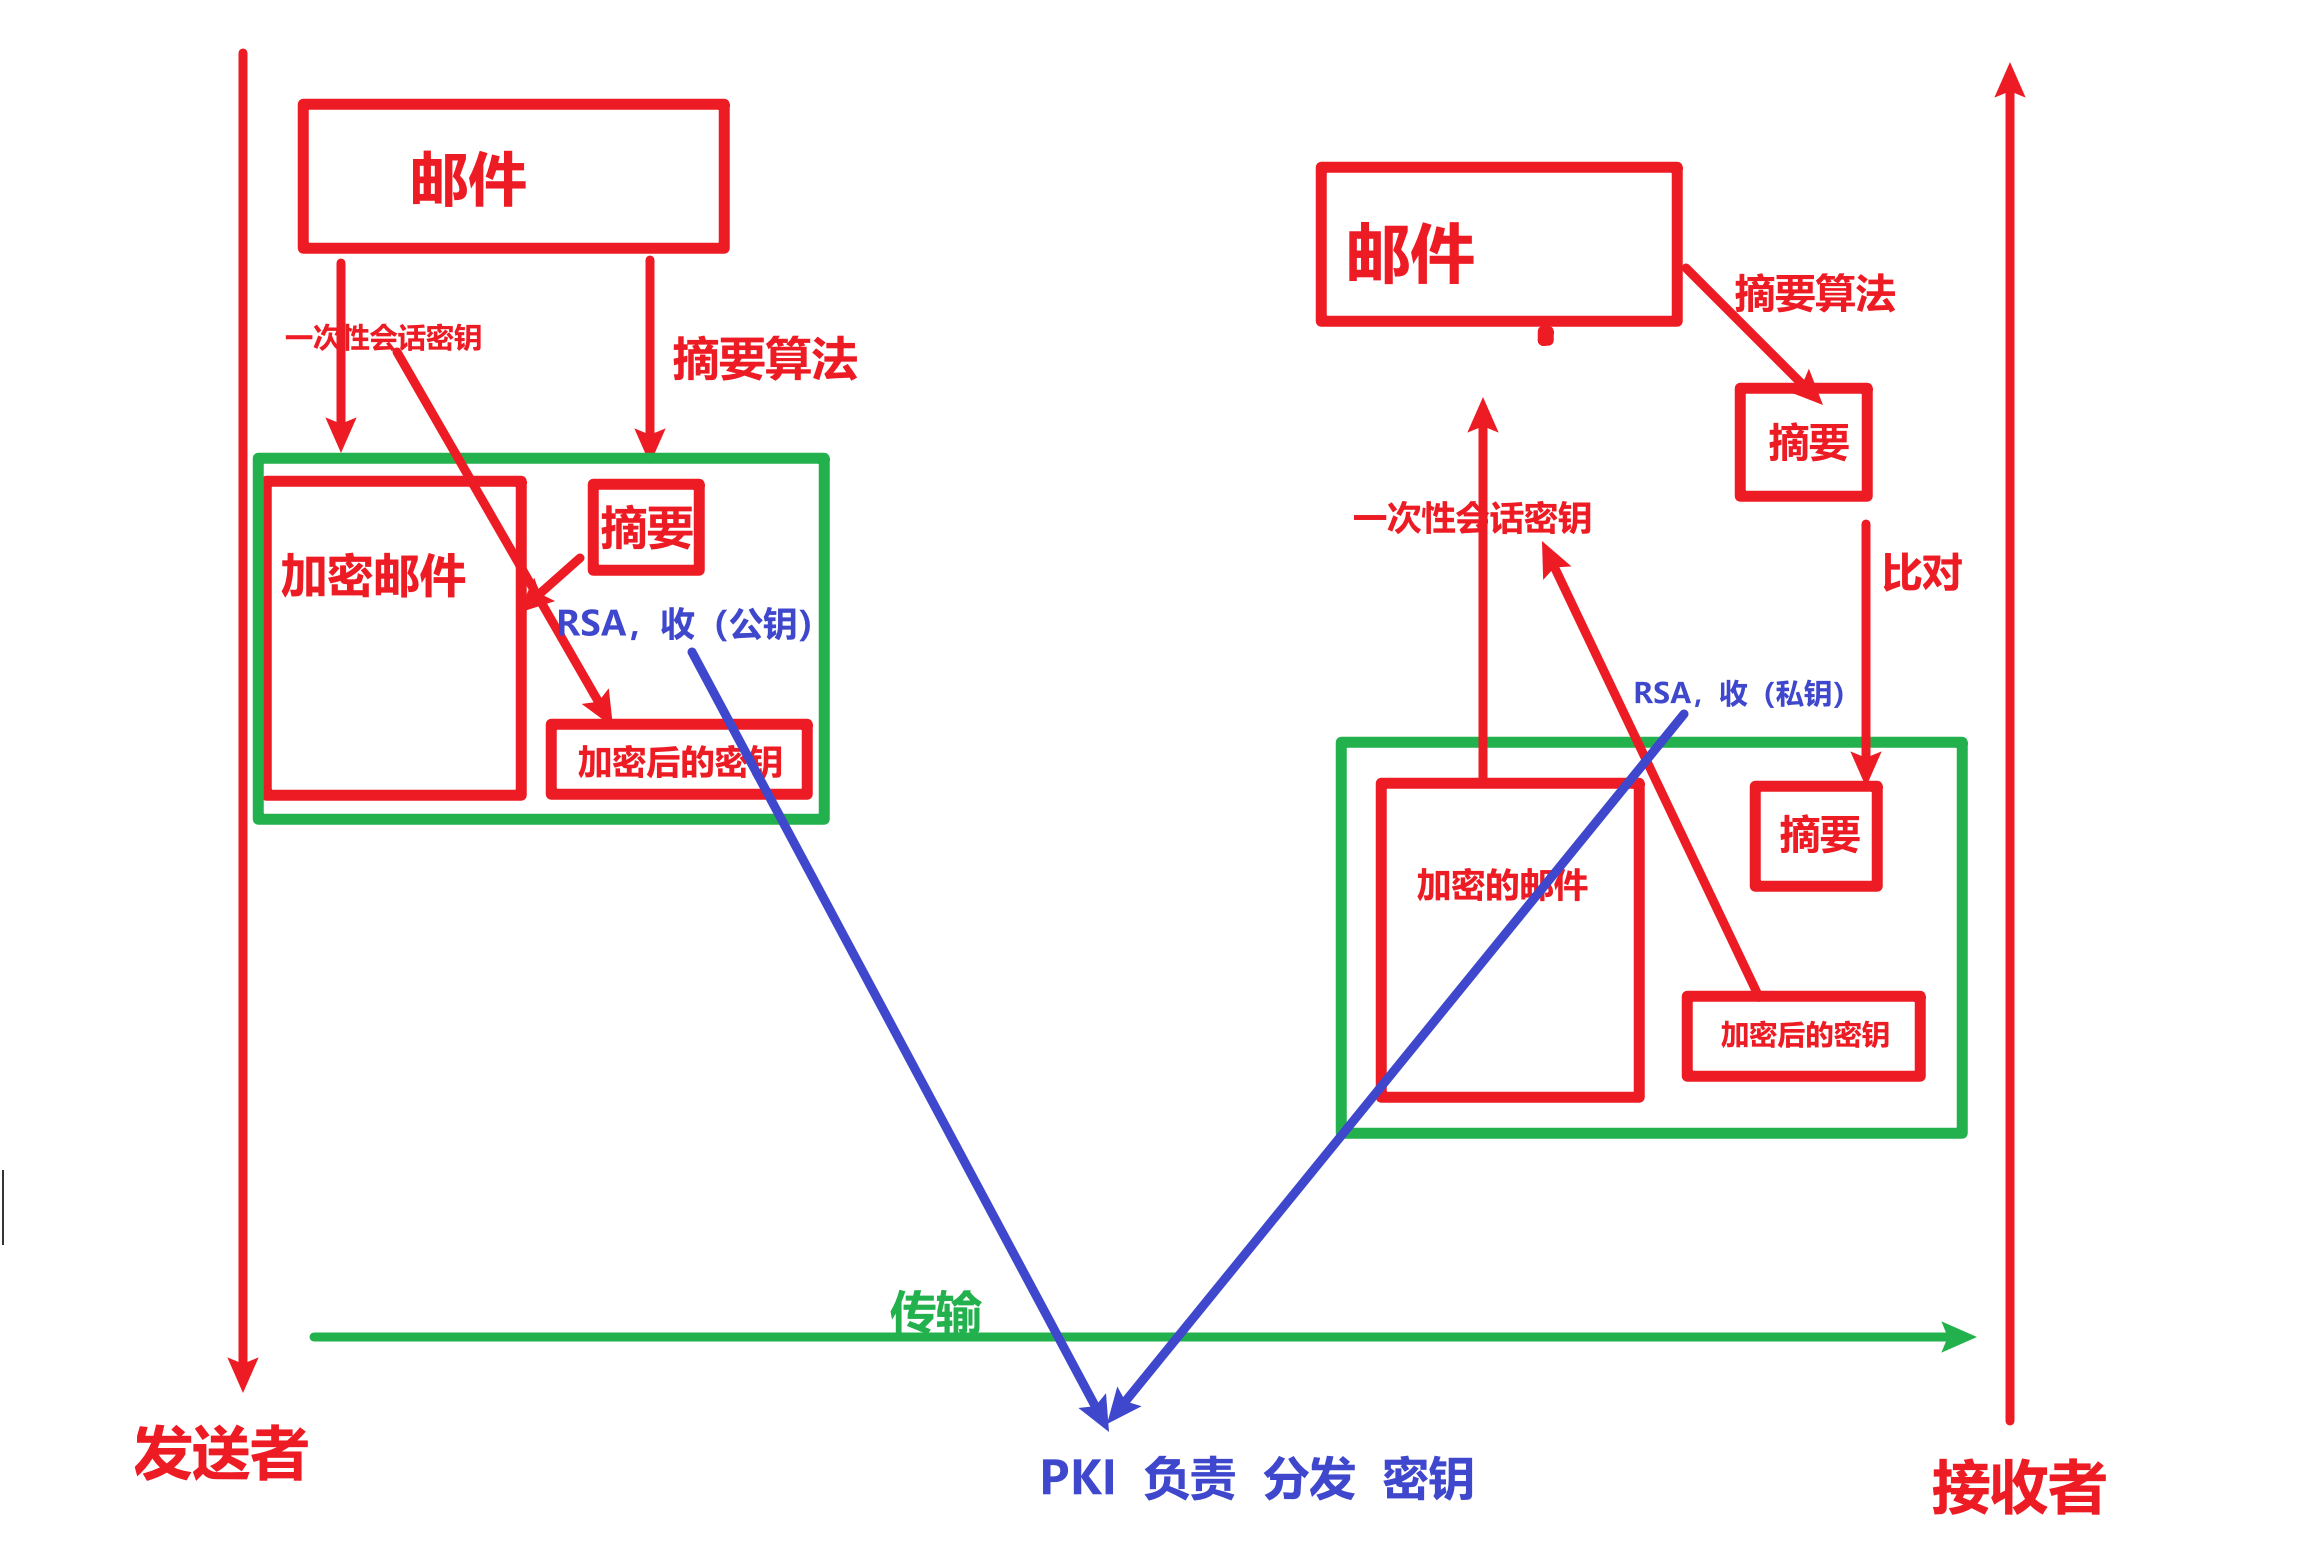 邮件
一次性会话密钥
摘要算法
加密邮件
摘要
RSA，收（公钥）
加密后的密钥
邮件
摘要算法
摘要
一次性会话密钥
比对
RSA，收（私钥）
加密的邮件
摘要
加密后的密钥
传输
发送者
PKI 负责 分发 密钥
接收者